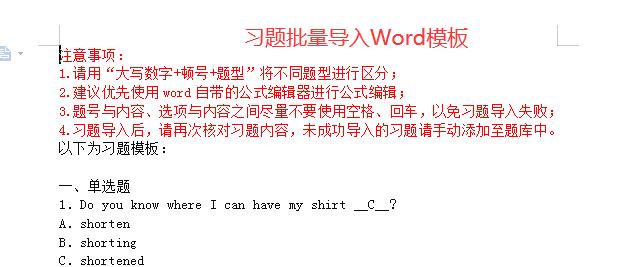 习题批量导入Word模板
注意事项：
1.请用“大写数字+顿号+题型”将不同题型进行区分；
2.建议优先使用word自带的公式编辑器进行公式编辑；
3.题号与内容、选项与内容之间尽量不要使用空格、回车，以免习题导入失败；
4.习题导入后，请再次核对习题内容，未成功导入的习题请手动添加至题库中。
以下为习题模板：
一、单选题
1. Do you know where I can have my shirt __C__?
A. shorten
B. shorting
C. shortened